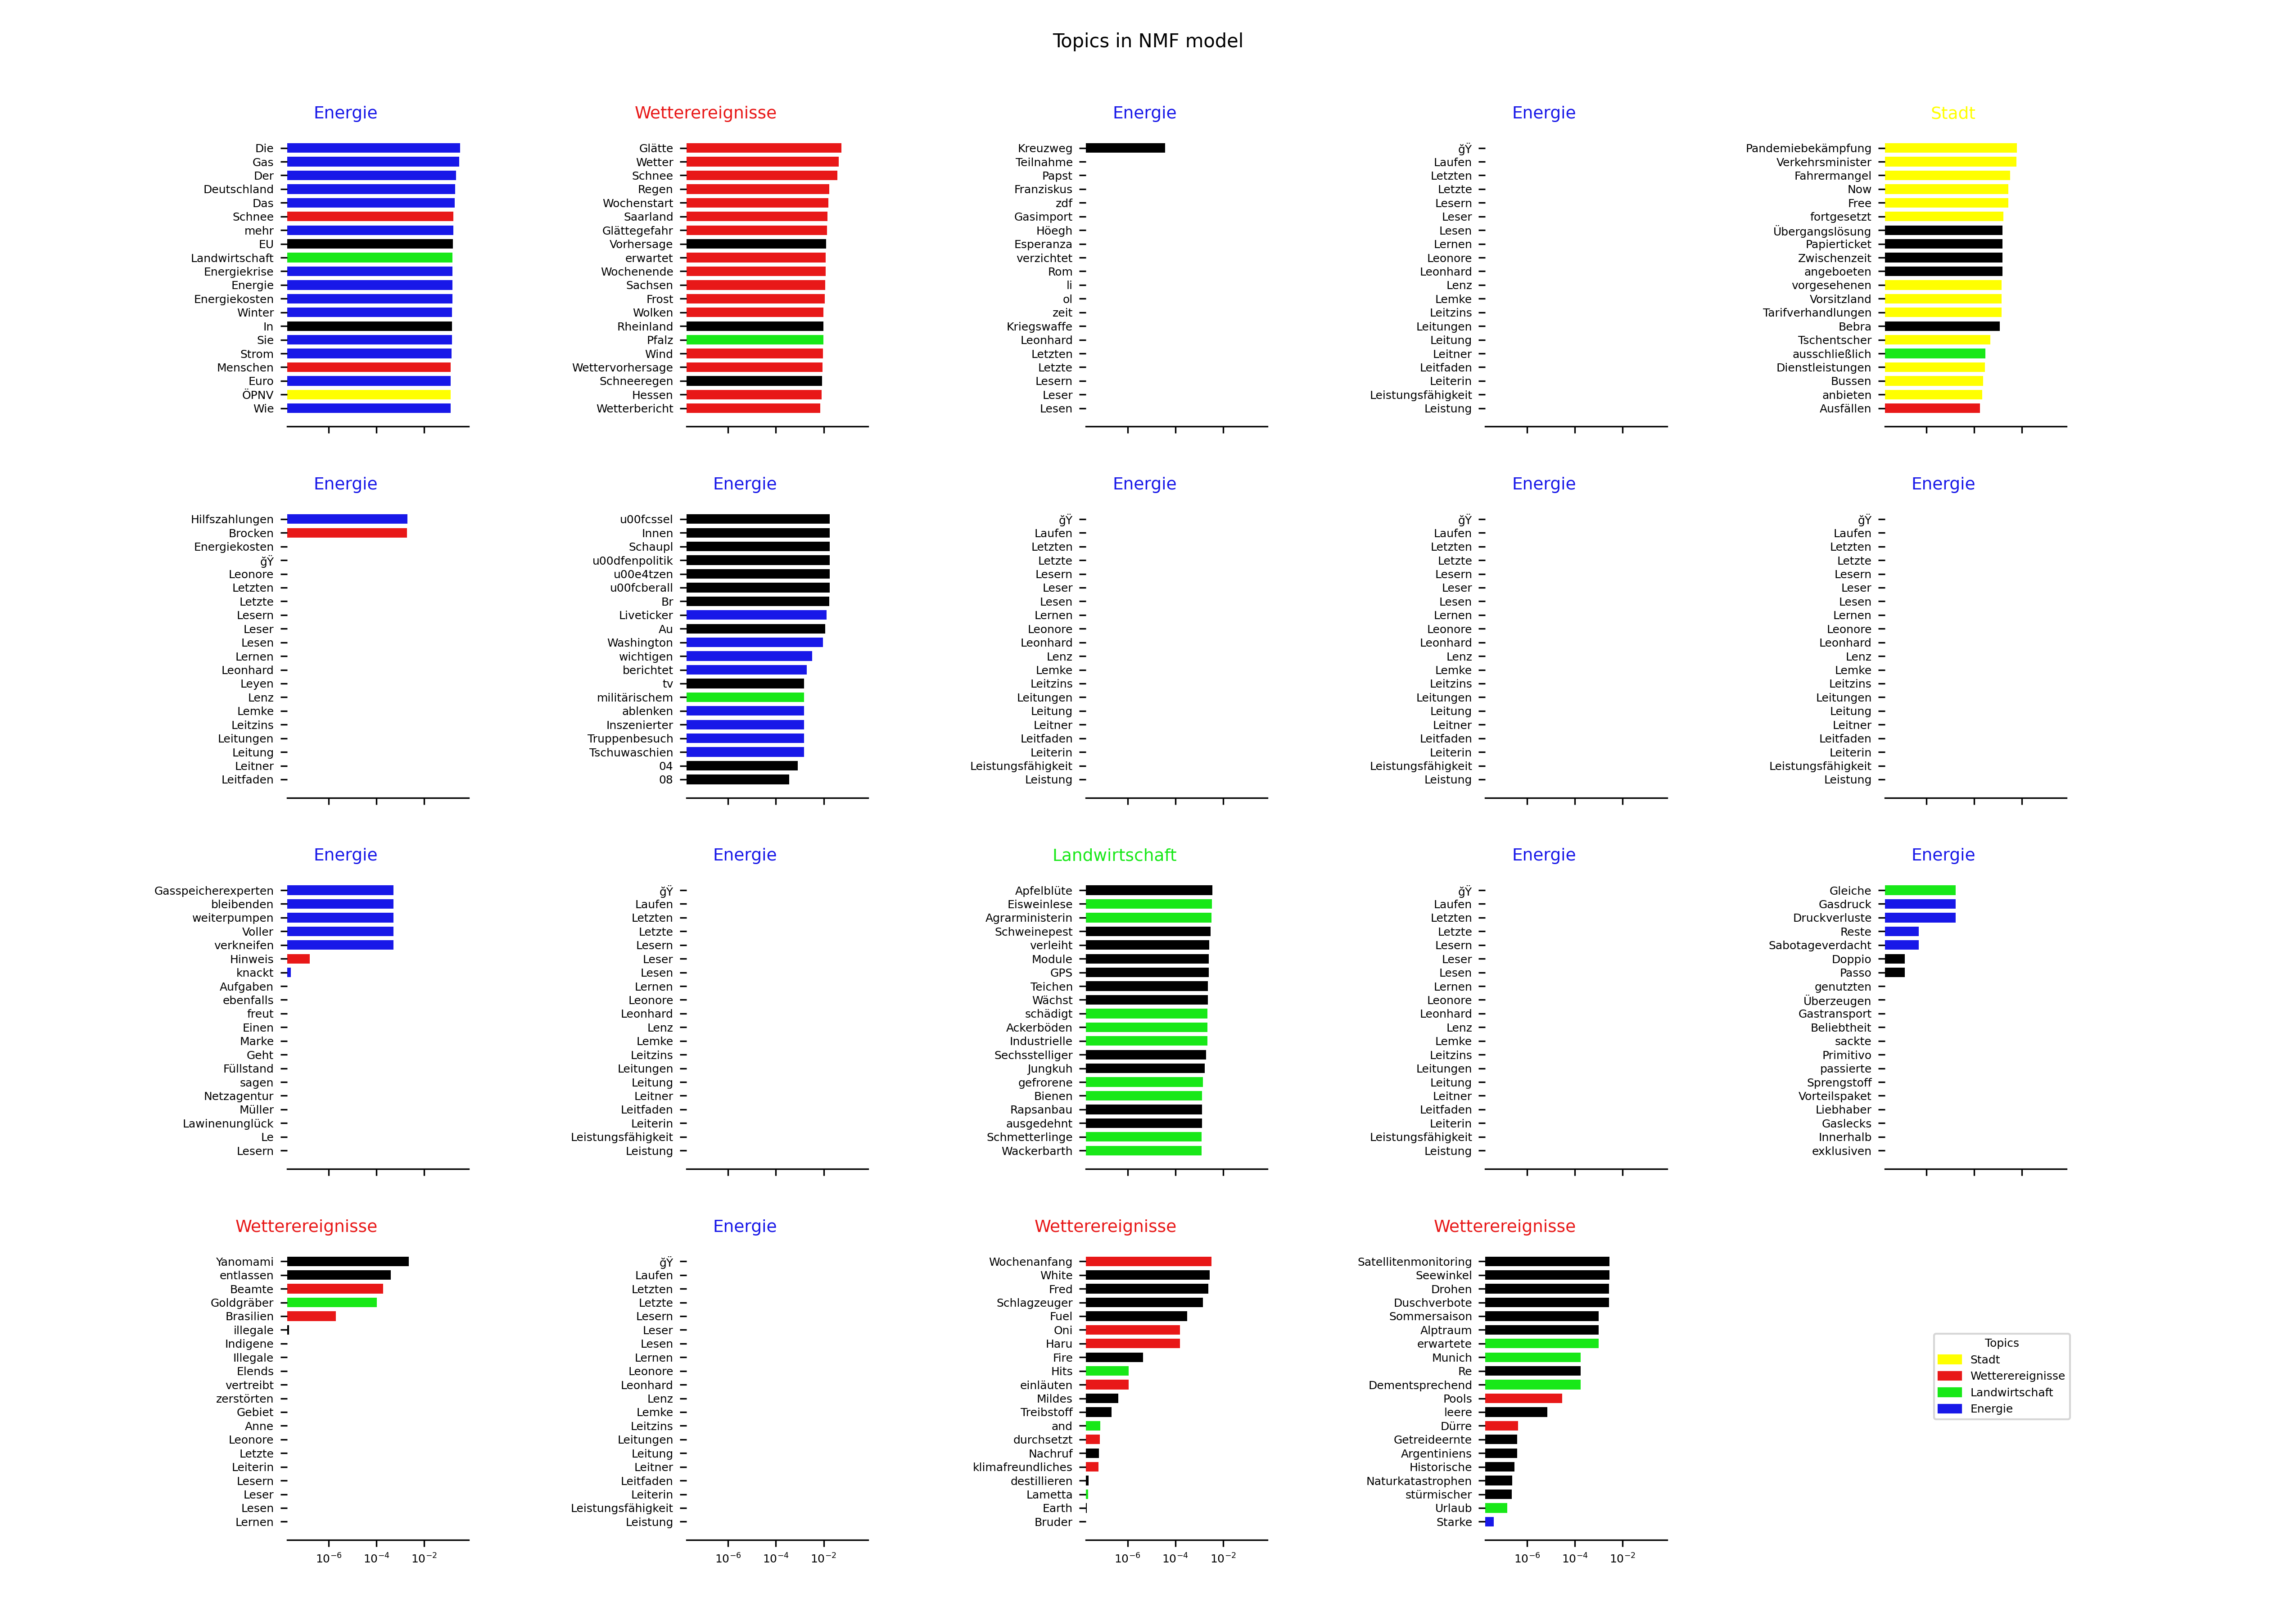 Topics in NMF model
Energie
Die
Gas
Der
Deutschland
Das
Schnee
mehr
EU
Landwirtschaft
Energiekrise
Energie
Energiekosten
Winter
In
Sie
Strom
Menschen
Euro
ÖPNV
Wie
Wetterereignisse
Glätte
Wetter
Schnee
Regen
Wochenstart
Saarland
Glättegefahr
Vorhersage
erwartet
Wochenende
Sachsen
Frost
Wolken
Rheinland
Pfalz
Wind
Wettervorhersage
Schneeregen
Hessen
Wetterbericht
Energie
Kreuzweg
Teilnahme
Papst
Franziskus
zdf
Gasimport
Höegh
Esperanza
verzichtet
Rom
li
ol
zeit
Kriegswaffe
Leonhard
Letzten
Letzte
Lesern
Leser
Lesen
Energie
ğŸ
Laufen
Letzten
Letzte
Lesern
Leser
Lesen
Lernen
Leonore
Leonhard
Lenz
Lemke
Leitzins
Leitungen
Leitung
Leitner
Leitfaden
Leiterin
Leistungsfähigkeit
Leistung
Stadt
Pandemiebekämpfung
Verkehrsminister
Fahrermangel
Now
Free
fortgesetzt
Übergangslösung
Papierticket
Zwischenzeit
angeboeten
vorgesehenen
Vorsitzland
Tarifverhandlungen
Bebra
Tschentscher
ausschließlich
Dienstleistungen
Bussen
anbieten
Ausfällen
Energie
Hilfszahlungen
Brocken
Energiekosten
ğŸ
Leonore
Letzten
Letzte
Lesern
Leser
Lesen
Lernen
Leonhard
Leyen
Lenz
Lemke
Leitzins
Leitungen
Leitung
Leitner
Leitfaden
Energie
u00fcssel
Innen
Schaupl
u00dfenpolitik
u00e4tzen
u00fcberall
Br
Liveticker
Au
Washington
wichtigen
berichtet
tv
militärischem
ablenken
Inszenierter
Truppenbesuch
Tschuwaschien
04
08
Energie
ğŸ
Laufen
Letzten
Letzte
Lesern
Leser
Lesen
Lernen
Leonore
Leonhard
Lenz
Lemke
Leitzins
Leitungen
Leitung
Leitner
Leitfaden
Leiterin
Leistungsfähigkeit
Leistung
Energie
ğŸ
Laufen
Letzten
Letzte
Lesern
Leser
Lesen
Lernen
Leonore
Leonhard
Lenz
Lemke
Leitzins
Leitungen
Leitung
Leitner
Leitfaden
Leiterin
Leistungsfähigkeit
Leistung
Energie
ğŸ
Laufen
Letzten
Letzte
Lesern
Leser
Lesen
Lernen
Leonore
Leonhard
Lenz
Lemke
Leitzins
Leitungen
Leitung
Leitner
Leitfaden
Leiterin
Leistungsfähigkeit
Leistung
Energie
Gasspeicherexperten
bleibenden
weiterpumpen
Voller
verkneifen
Hinweis
knackt
Aufgaben
ebenfalls
freut
Einen
Marke
Geht
Füllstand
sagen
Netzagentur
Müller
Lawinenunglück
Le
Lesern
Energie
ğŸ
Laufen
Letzten
Letzte
Lesern
Leser
Lesen
Lernen
Leonore
Leonhard
Lenz
Lemke
Leitzins
Leitungen
Leitung
Leitner
Leitfaden
Leiterin
Leistungsfähigkeit
Leistung
Landwirtschaft
Apfelblüte
Eisweinlese
Agrarministerin
Schweinepest
verleiht
Module
GPS
Teichen
Wächst
schädigt
Ackerböden
Industrielle
Sechsstelliger
Jungkuh
gefrorene
Bienen
Rapsanbau
ausgedehnt
Schmetterlinge
Wackerbarth
Energie
ğŸ
Laufen
Letzten
Letzte
Lesern
Leser
Lesen
Lernen
Leonore
Leonhard
Lenz
Lemke
Leitzins
Leitungen
Leitung
Leitner
Leitfaden
Leiterin
Leistungsfähigkeit
Leistung
Energie
Gleiche
Gasdruck
Druckverluste
Reste
Sabotageverdacht
Doppio
Passo
genutzten
Überzeugen
Gastransport
Beliebtheit
sackte
Primitivo
passierte
Sprengstoff
Vorteilspaket
Liebhaber
Gaslecks
Innerhalb
exklusiven
Wetterereignisse
Yanomami
entlassen
Beamte
Goldgräber
Brasilien
illegale
Indigene
Illegale
Elends
vertreibt
zerstörten
Gebiet
Anne
Leonore
Letzte
Leiterin
Lesern
Leser
Lesen
Lernen
10⁻⁶ 10⁻⁴ 10⁻²
Energie
ğŸ
Laufen
Letzten
Letzte
Lesern
Leser
Lesen
Lernen
Leonore
Leonhard
Lenz
Lemke
Leitzins
Leitungen
Leitung
Leitner
Leitfaden
Leiterin
Leistungsfähigkeit
Leistung
10⁻⁶ 10⁻⁴ 10⁻²
Wetterereignisse
Wochenanfang
White
Fred
Schlagzeuger
Fuel
Oni
Haru
Fire
Hits
einläuten
Mildes
Treibstoff
and
durchsetzt
Nachruf
klimafreundliches
destillieren
Lametta
Earth
Bruder
10⁻⁶ 10⁻⁴ 10⁻²
Wetterereignisse
Satellitenmonitoring
Seewinkel
Drohen
Duschverbote
Sommersaison
Alptraum
erwartete
Munich
Re
Dementsprechend
Pools
leere
Dürre
Getreideernte
Argentiniens
Historische
Naturkatastrophen
stürmischer
Urlaub
Starke
10⁻⁶ 10⁻⁴ 10⁻²
Topics
Stadt
Wetterereignisse
Landwirtschaft
Energie